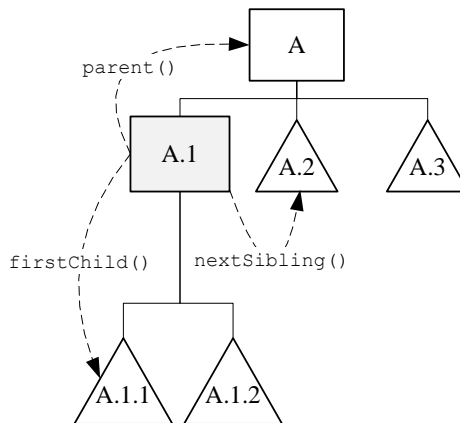 A
parent()
A.1
A.2
A.3
firstChild()
nextSibling()
A.1.1
A.1.2